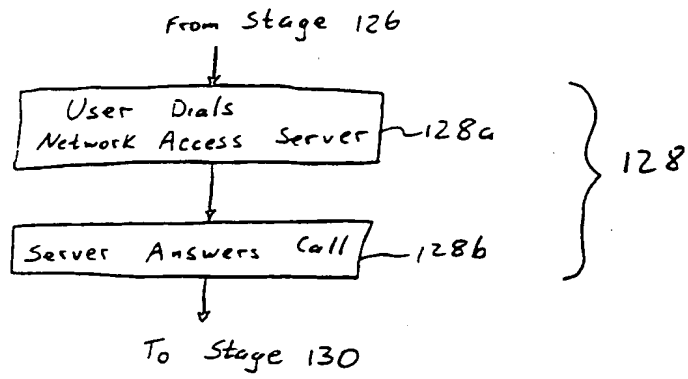 From Stage 126
User Dials
Network Access Server
128a
128
Server Answers Call
128b
To Stage 130